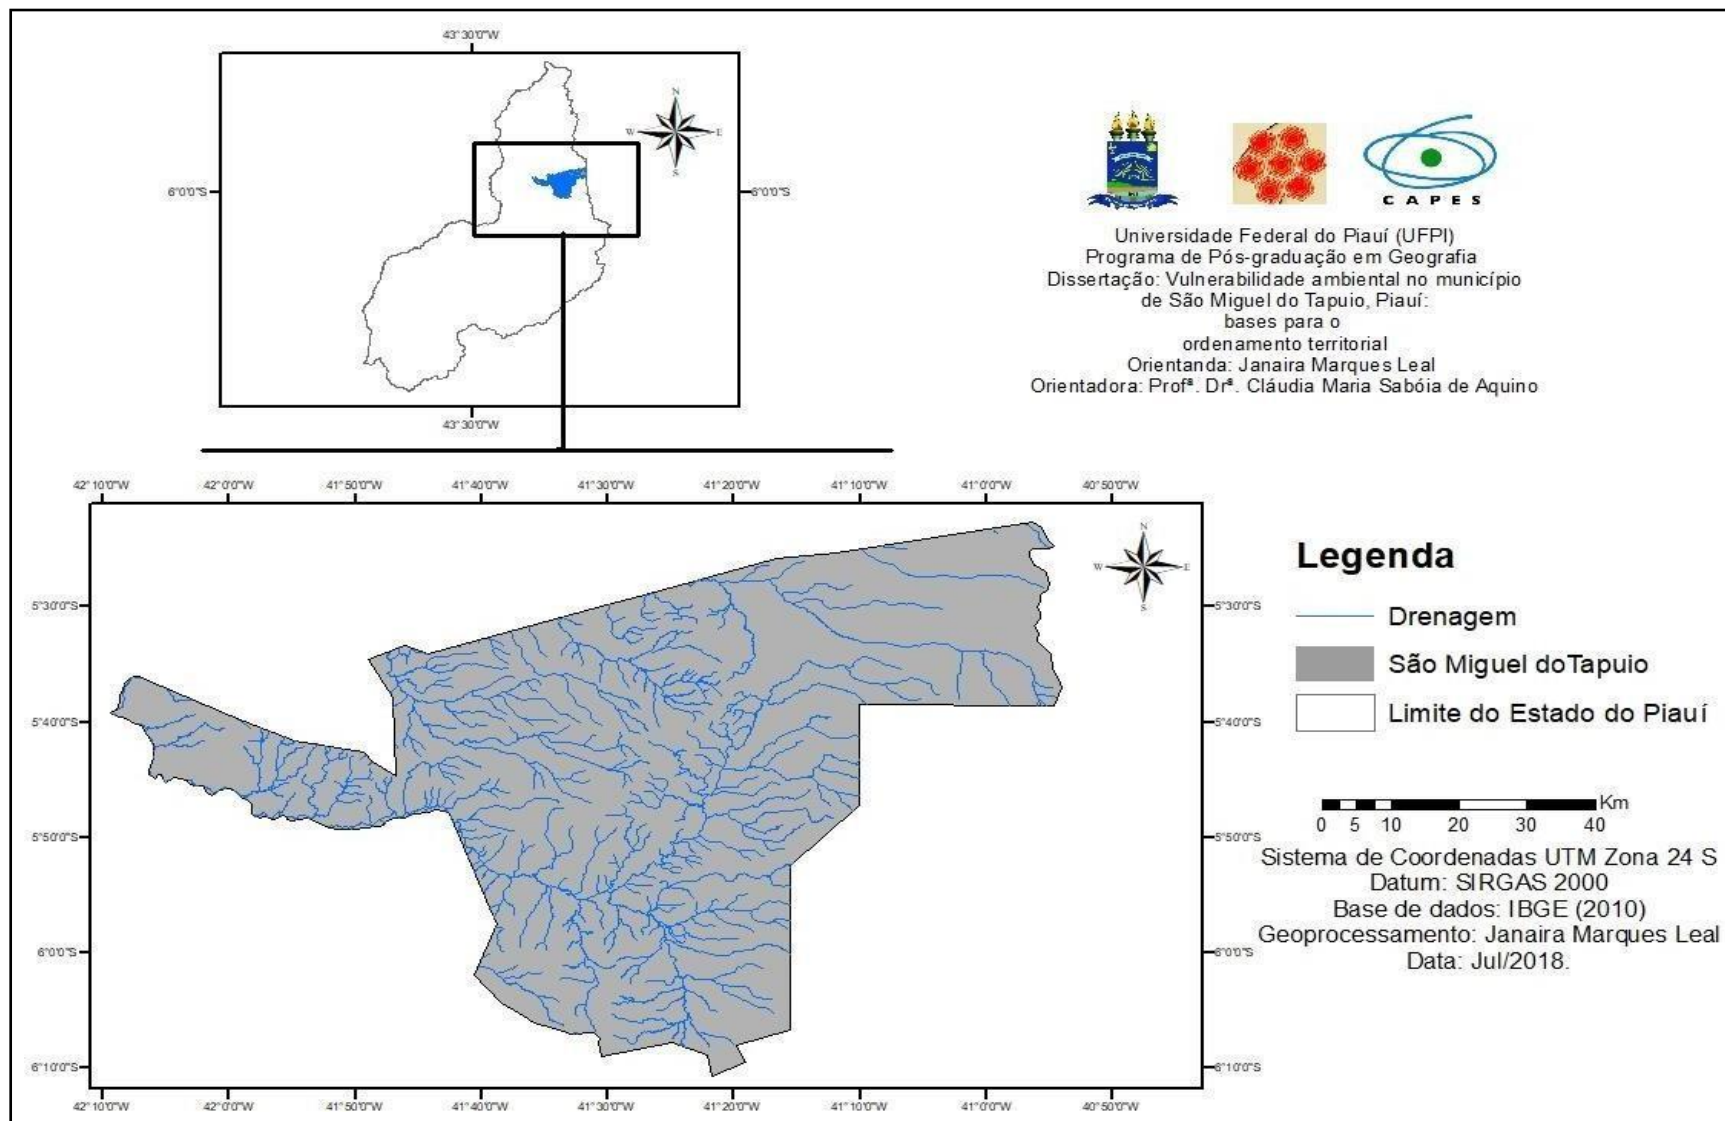 43°30'0"W
N
W
E
S
6°0'0"S
6°0'0"S
43°30'0"W
CAPES
Universidade Federal do Piauí (UFPI)
Programa de Pós-graduação em Geografia
Dissertação: Vulnerabilidade ambiental no município
de São Miguel do Tapuio, Piauí:
bases para o
ordenamento territorial
Orientanda: Janaira Marques Leal
Orientadora: Profª. Drª. Cláudia Maria Sabóia de Aquino
42°10'0"W 42°0'0"W 41°50'0"W 41°40'0"W 41°30'0"W 41°20'0"W 41°10'0"W 41°0'0"W 40°50'0"W
N
W
E
S
5°30'0"S 5°30'0"S
5°40'0"S 5°40'0"S
5°50'0"S 5°50'0"S
6°0'0"S 6°0'0"S
6°10'0"S 6°10'0"S
42°10'0"W 42°0'0"W 41°50'0"W 41°40'0"W 41°30'0"W 41°20'0"W 41°10'0"W 41°0'0"W 40°50'0"W
Legenda
Drenagem
São Miguel doTapuio
Limite do Estado do Piauí
Km
0 5 10 20 30 40
Sistema de Coordenadas UTM Zona 24 S
Datum: SIRGAS 2000
Base de dados: IBGE (2010)
Geoprocessamento: Janaira Marques Leal
Data: Jul/2018.